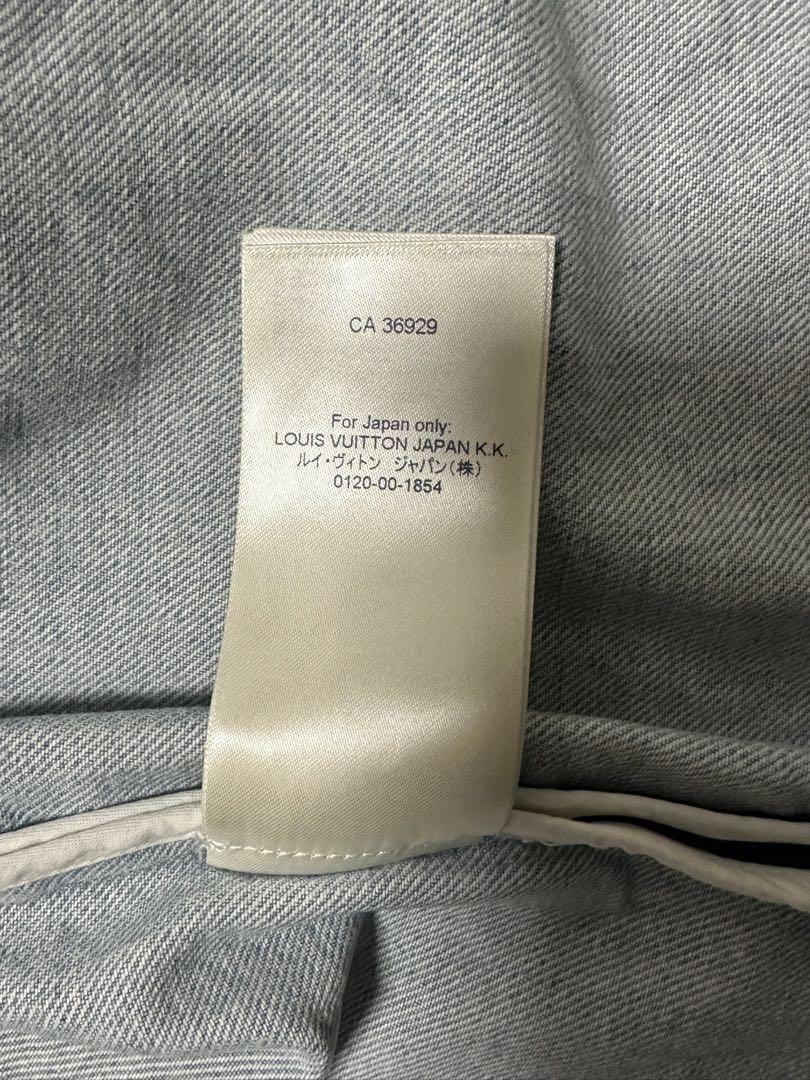 CA 36929
For Japan only:
LOUIS VUITTON JAPAN K.K.
ルイ・ヴィトン ジャパン(株)
0120-00-1854